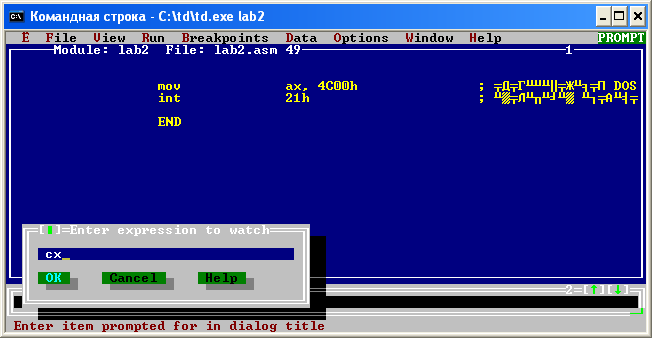 Командная строка - C:\td\td.exe lab2
Ë File View Run Breakpoints Data Options Window Help PROMPT
Module: lab2 File: lab2.asm 49 1
mov ax, 4C00h ; DOS
int 21h ;
END
[▮]=Enter expression to watch
cx_
OK Cancel Help
2=[↑][↓]
Enter item prompted for in dialog title